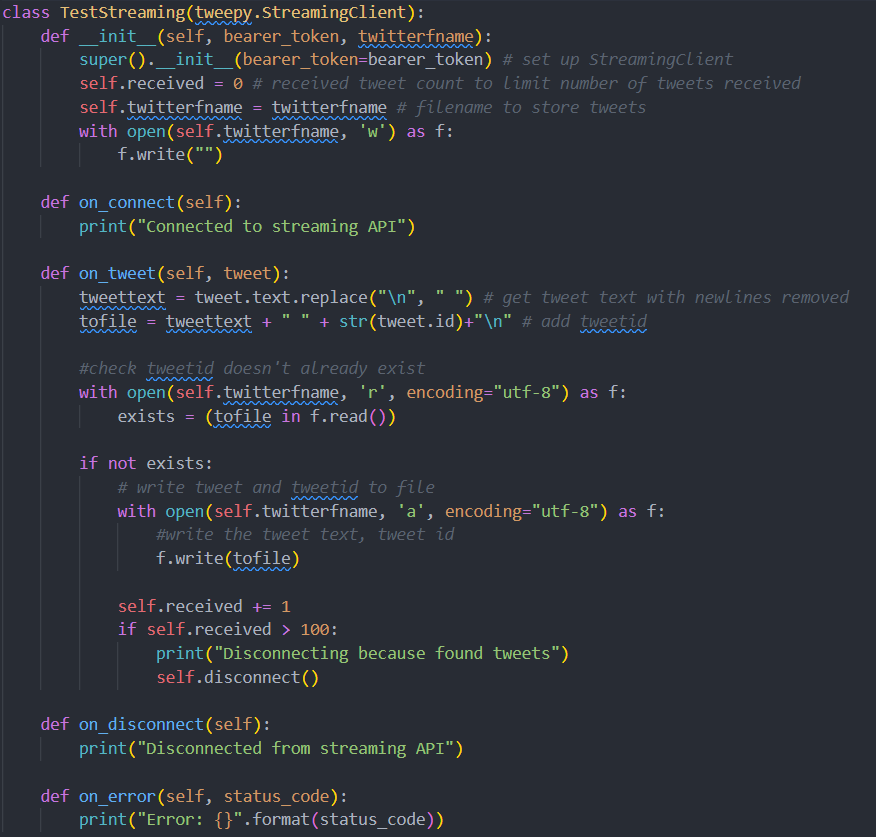 class TestStreaming(tweepy.StreamingClient):
    def __init__(self, bearer_token, twitterfname):
        super().__init__(bearer_token=bearer_token) # set up StreamingClient
        self.received = 0 # received tweet count to limit number of tweets received
        self.twitterfname = twitterfname # filename to store tweets
        with open(self.twitterfname, 'w') as f:
            f.write("")

    def on_connect(self):
        print("Connected to streaming API")

    def on_tweet(self, tweet):
        tweettext = tweet.text.replace("\n", " ") # get tweet text with newlines removed
        tofile = tweettext + " " + str(tweet.id)+"\n" # add tweetid

        #check tweetid doesn't already exist
        with open(self.twitterfname, 'r', encoding="utf-8") as f:
            exists = (tofile in f.read())

        if not exists:
            # write tweet and tweetid to file
            with open(self.twitterfname, 'a', encoding="utf-8") as f:
                #write the tweet text, tweet id
                f.write(tofile)

            self.received += 1
            if self.received > 100:
                print("Disconnecting because found tweets")
                self.disconnect()

    def on_disconnect(self):
        print("Disconnected from streaming API")

    def on_error(self, status_code):
        print("Error: {}".format(status_code))